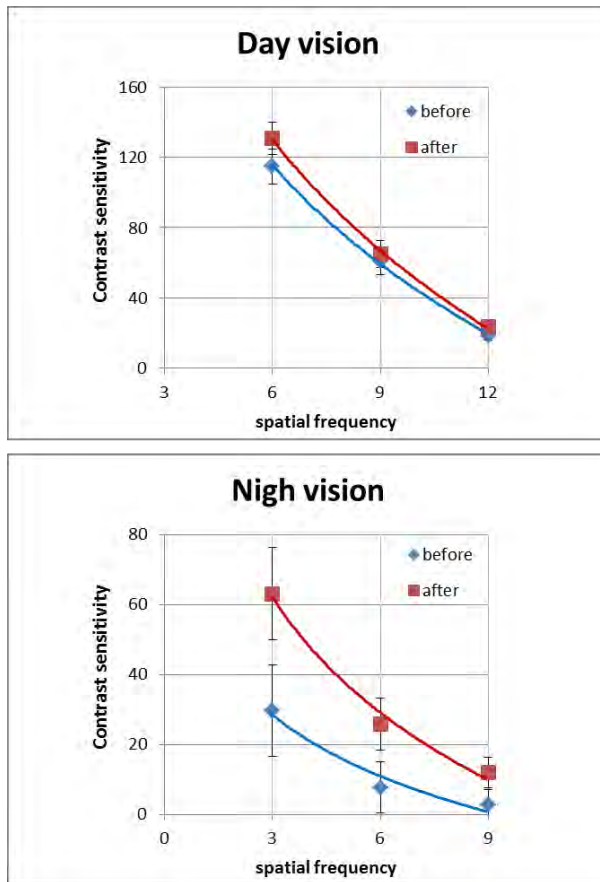 Day vision
160
before
after
120
80
40
0
Contrast sensitivity
3 6 9 12
spatial frequency
Nigh vision
80
before
after
60
40
20
0
Contrast sensitivity
0 3 6 9
spatial frequency